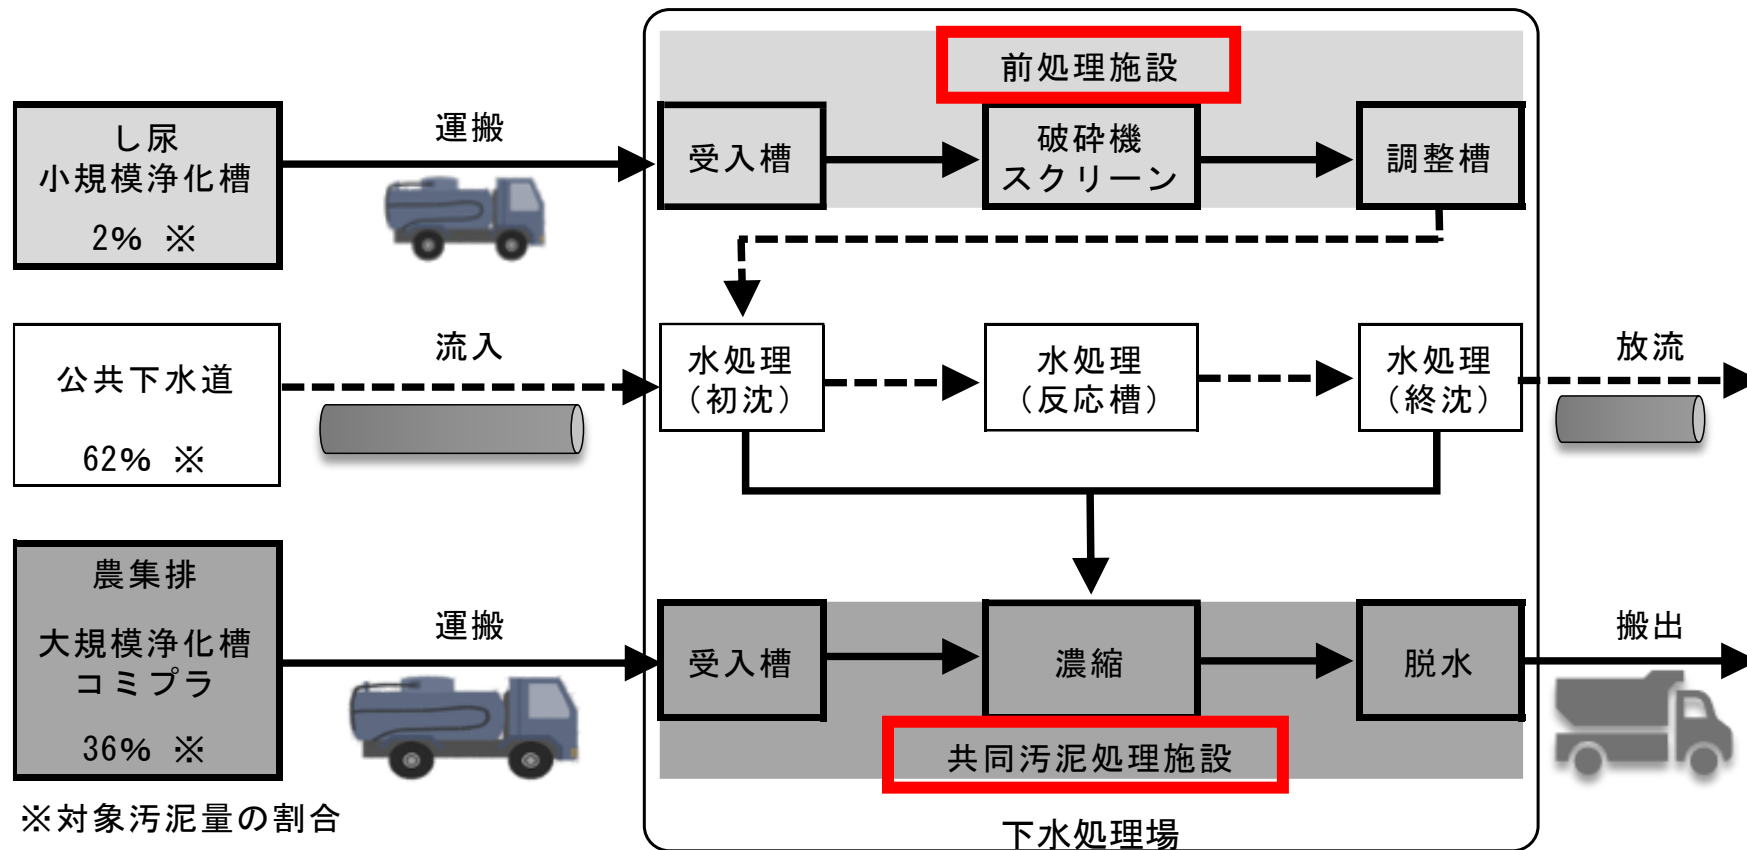 前処理施設
し尿
小規模浄化槽
2% ※
運搬
受入槽
破砕機
スクリーン
調整槽
公共下水道
62% ※
流入
水処理
（初沈）
水処理
（反応槽）
水処理
（終沈）
放流
農集排
大規模浄化槽
コミプラ
36% ※
運搬
受入槽
濃縮
脱水
搬出
共同汚泥処理施設
※対象汚泥量の割合
下水処理場